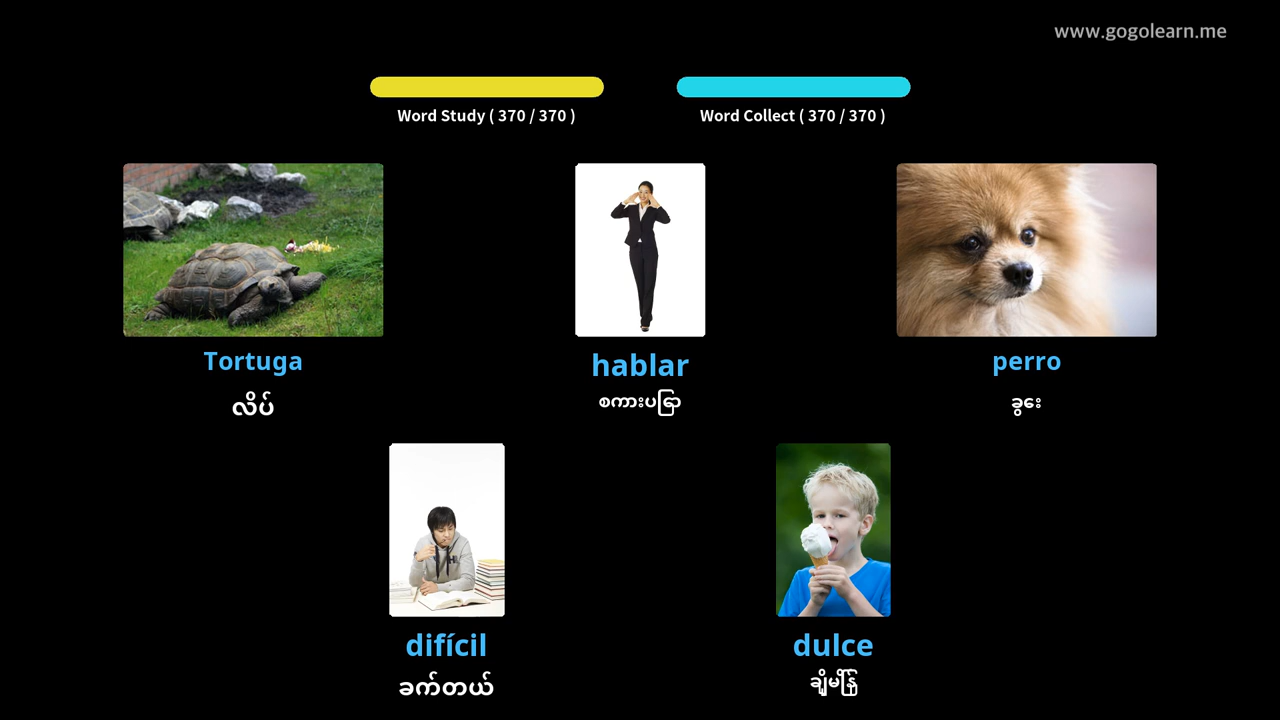 www.gogolearn.me
Word Study ( 370 / 370 )
Word Collect ( 370 / 370 )
Tortuga
လိပ်
hablar
စကားပြော
perro
ခွေး
difícil
ခက်တယ်
dulce
ချိုမြိန်